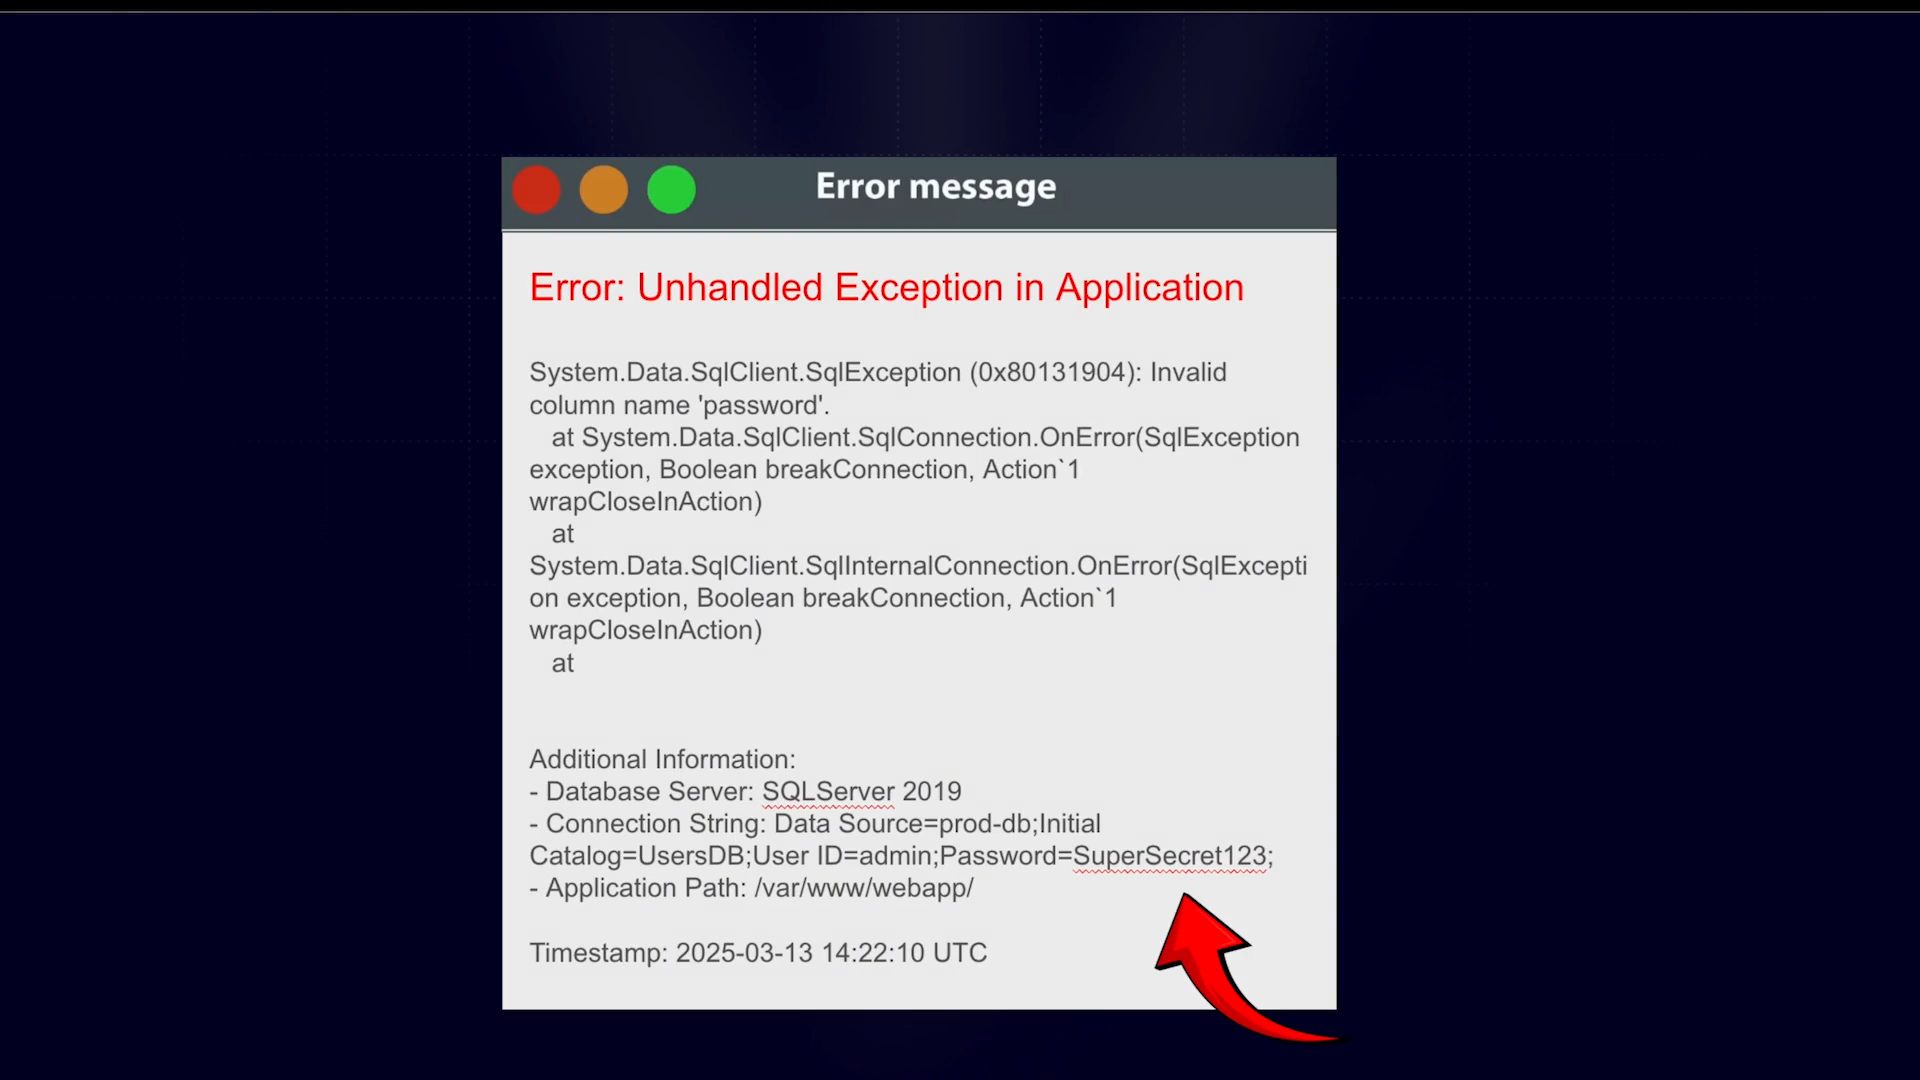 Error message
Error: Unhandled Exception in Application
System.Data.SqlClient.SqlException (0x80131904): Invalid
column name 'password'.
at System.Data.SqlClient.SqlConnection.OnError(SqlException
exception, Boolean breakConnection, Action`1
wrapCloseInAction)
at
System.Data.SqlClient.SqlInternalConnection.OnError(SqlExcepti
on exception, Boolean breakConnection, Action`1
wrapCloseInAction)
at
Additional Information:
- Database Server: SQLServer 2019
- Connection String: Data Source=prod-db;Initial
Catalog=UsersDB;User ID=admin;Password=SuperSecret123;
- Application Path: /var/www/webapp/
Timestamp: 2025-03-13 14:22:10 UTC